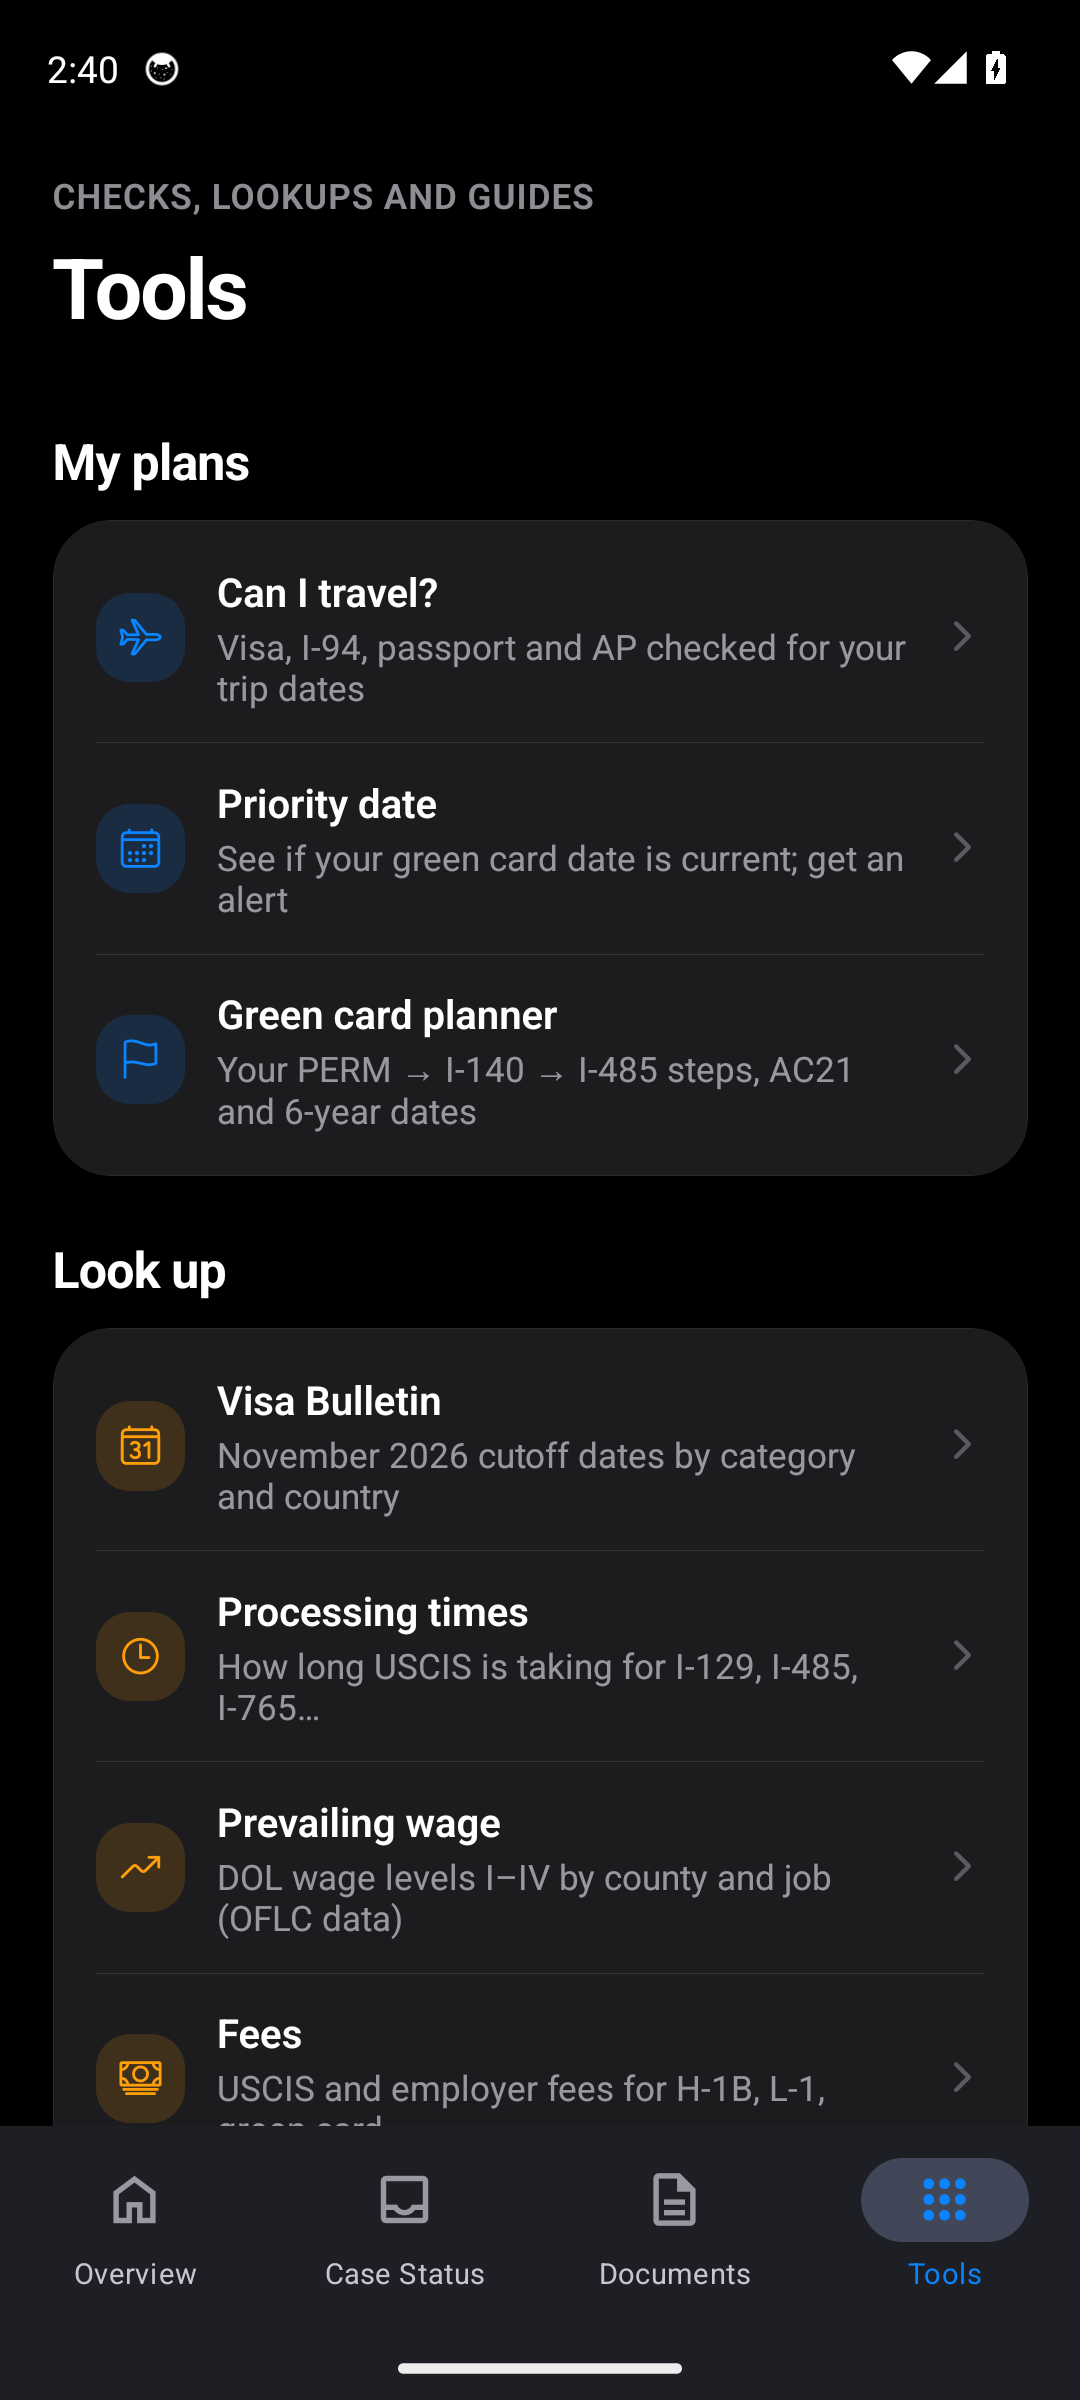 2:40
CHECKS, LOOKUPS AND GUIDES
Tools
My plans
Can I travel?
Visa, I-94, passport and AP checked for your
trip dates
Priority date
See if your green card date is current; get an
alert
Green card planner
Your PERM → I-140 → I-485 steps, AC21
and 6-year dates
Look up
31
Visa Bulletin
November 2026 cutoff dates by category
and country
Processing times
How long USCIS is taking for I-129, I-485,
I-765…
Prevailing wage
DOL wage levels I–IV by county and job
(OFLC data)
Fees
USCIS and employer fees for H-1B, L-1,
green card
Overview
Case Status
Documents
Tools